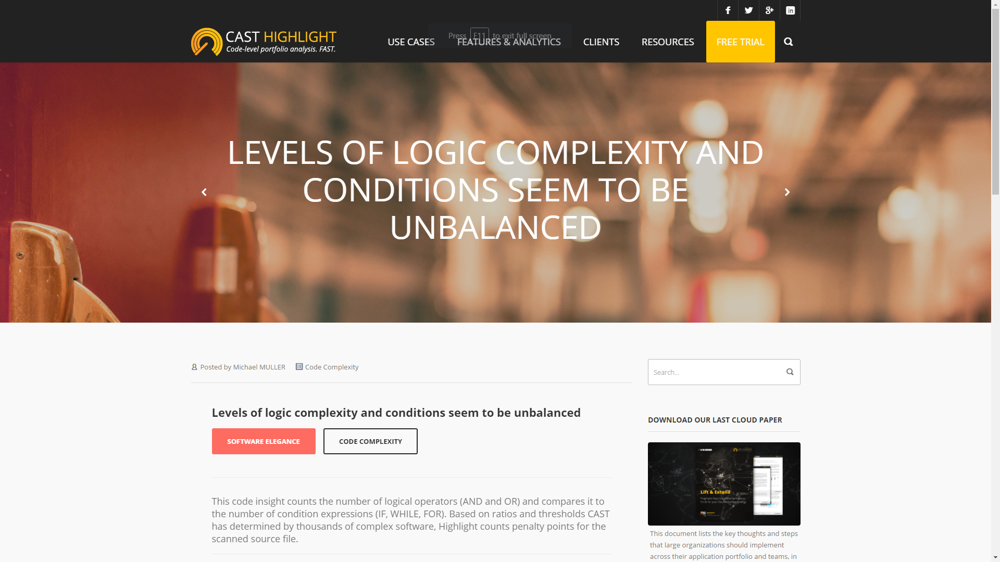 CAST HIGHLIGHT
Code-level portfolio analysis. FAST.
Press F11 to exit full screen
USE CASES
FEATURES & ANALYTICS
CLIENTS
RESOURCES
FREE TRIAL
LEVELS OF LOGIC COMPLEXITY AND
CONDITIONS SEEM TO BE
UNBALANCED
Posted by Michael MULLER
Code Complexity
Levels of logic complexity and conditions seem to be unbalanced
SOFTWARE ELEGANCE
CODE COMPLEXITY
This code insight counts the number of logical operators (AND and OR) and compares it to
the number of condition expressions (IF, WHILE, FOR). Based on ratios and thresholds CAST
has determined by thousands of complex software, Highlight counts penalty points for the
scanned source file.
Search...
DOWNLOAD OUR LAST CLOUD PAPER
Lift & Extend
This document lists the key thoughts and steps
that large organizations should implement
across their application portfolio and teams, in